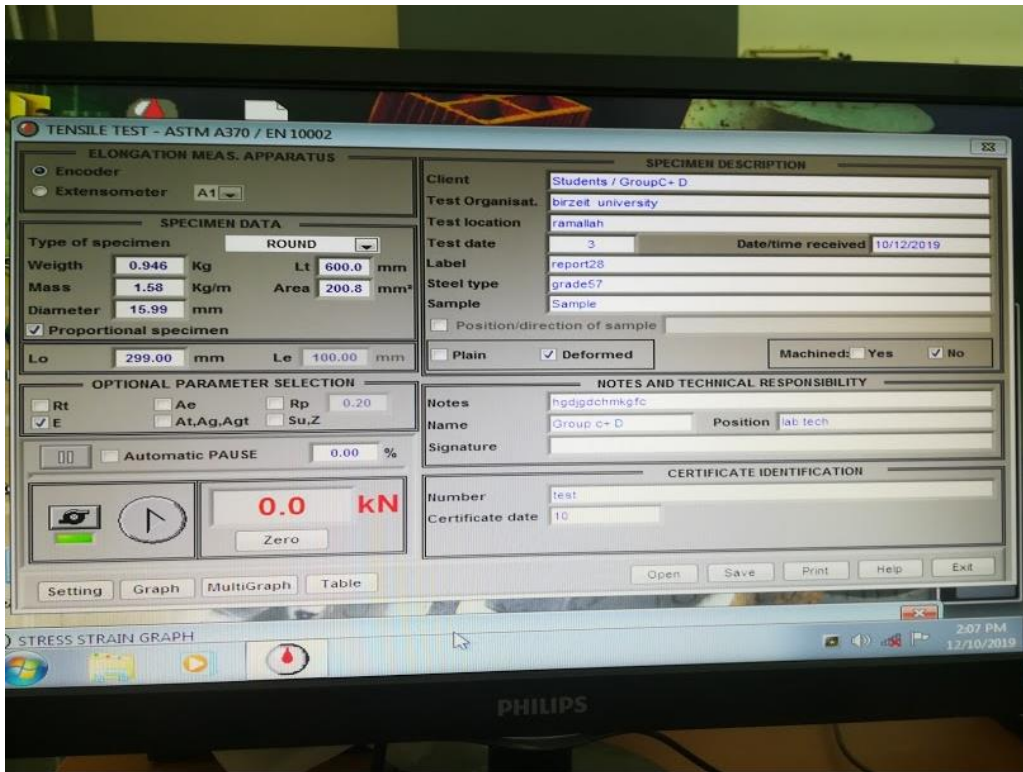 TENSILE TEST - ASTM A370 / EN 10002
ELONGATION MEAS. APPARATUS
Encoder
Extensometer A1
SPECIMEN DATA
Type of specimen ROUND
Weigth 0.946 Kg Lt 600.0 mm
Mass 1.58 Kg/m Area 200.8 mm²
Diameter 15.99 mm
Proportional specimen
Lo 299.00 mm Le 100.00 mm
OPTIONAL PARAMETER SELECTION
Rt Ae Rp 0.20
E At,Ag,Agt Su,Z
Automatic PAUSE 0.00 %
0.0 kN
Zero
Setting Graph MultiGraph Table
SPECIMEN DESCRIPTION
Client Students / GroupC+ D
Test Organisat. birzeit university
Test location ramallah
Test date 3 Date/time received 10/12/2019
Label report28
Steel type grade57
Sample Sample
Position/direction of sample
Plain Deformed Machined: Yes No
NOTES AND TECHNICAL RESPONSIBILITY
Notes hgdjgdchmkgfc
Name Group c+ D Position lab tech
Signature
CERTIFICATE IDENTIFICATION
Number test
Certificate date 10
Open Save Print Help Exit
STRESS STRAIN GRAPH
2:07 PM
12/10/2019
PHILIPS